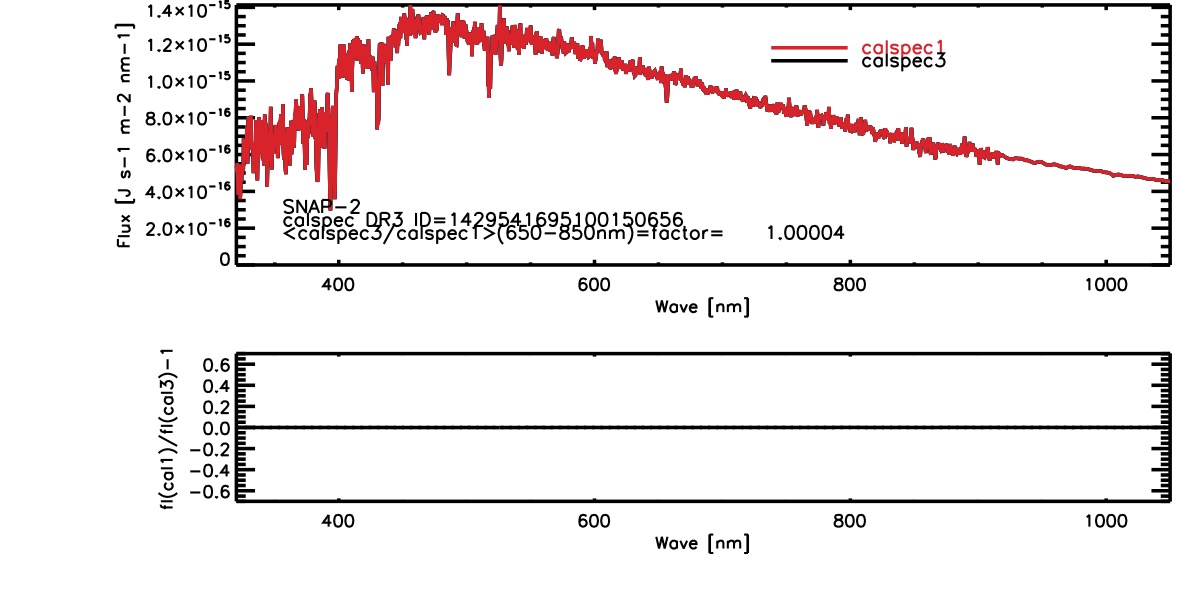 1.4×10−15
1.2×10−15
1.0×10−15
8.0×10−16
6.0×10−16
4.0×10−16
2.0×10−16
0
Flux [J s−1 m−2 nm−1]
calspec1
calspec3
SNAP−2
calspec DR3 ID=1429541695100150656
<calspec3/calspec1>(650−850nm)=factor= 1.00004
400 600 800 1000
Wave [nm]
0.6
0.4
0.2
0.0
−0.2
−0.4
−0.6
fl(cal1)/fl(cal3)−1
400 600 800 1000
Wave [nm]